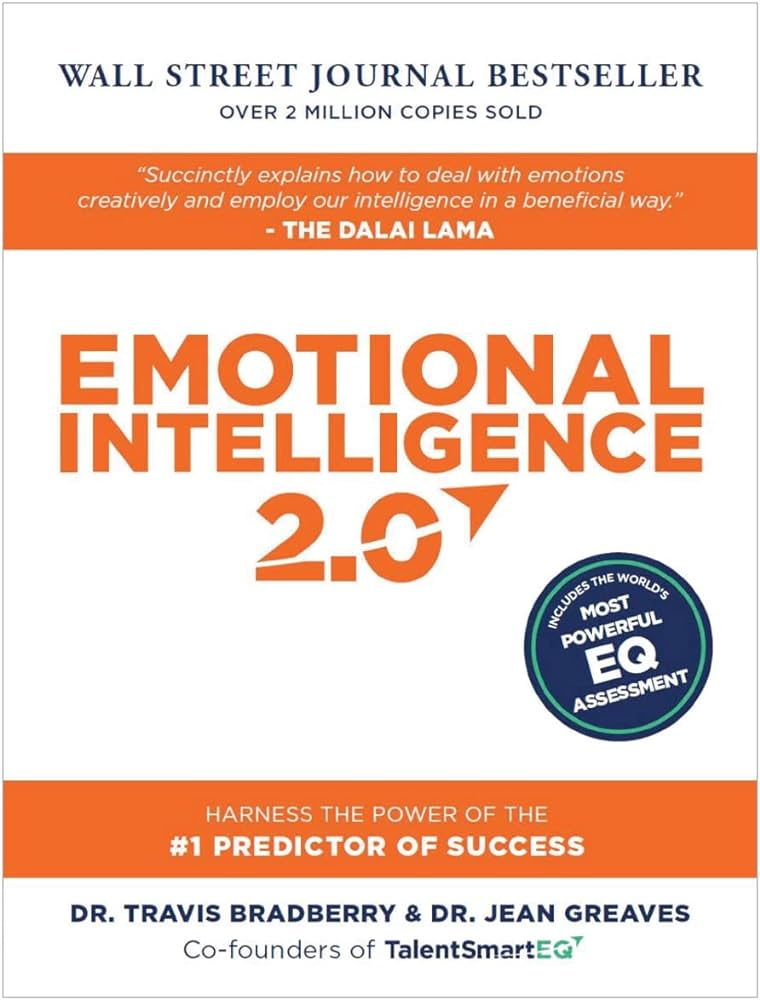 WALL STREET JOURNAL BESTSELLER
OVER 2 MILLION COPIES SOLD
“Succinctly explains how to deal with emotions
creatively and employ our intelligence in a beneficial way.”
- THE DALAI LAMA
EMOTIONAL
INTELLIGENCE
2.0
INCLUDES THE WORLD'S
MOST
POWERFUL
EQ
ASSESSMENT
HARNESS THE POWER OF THE
#1 PREDICTOR OF SUCCESS
DR. TRAVIS BRADBERRY & DR. JEAN GREAVES
Co-founders of TalentSmartEQ